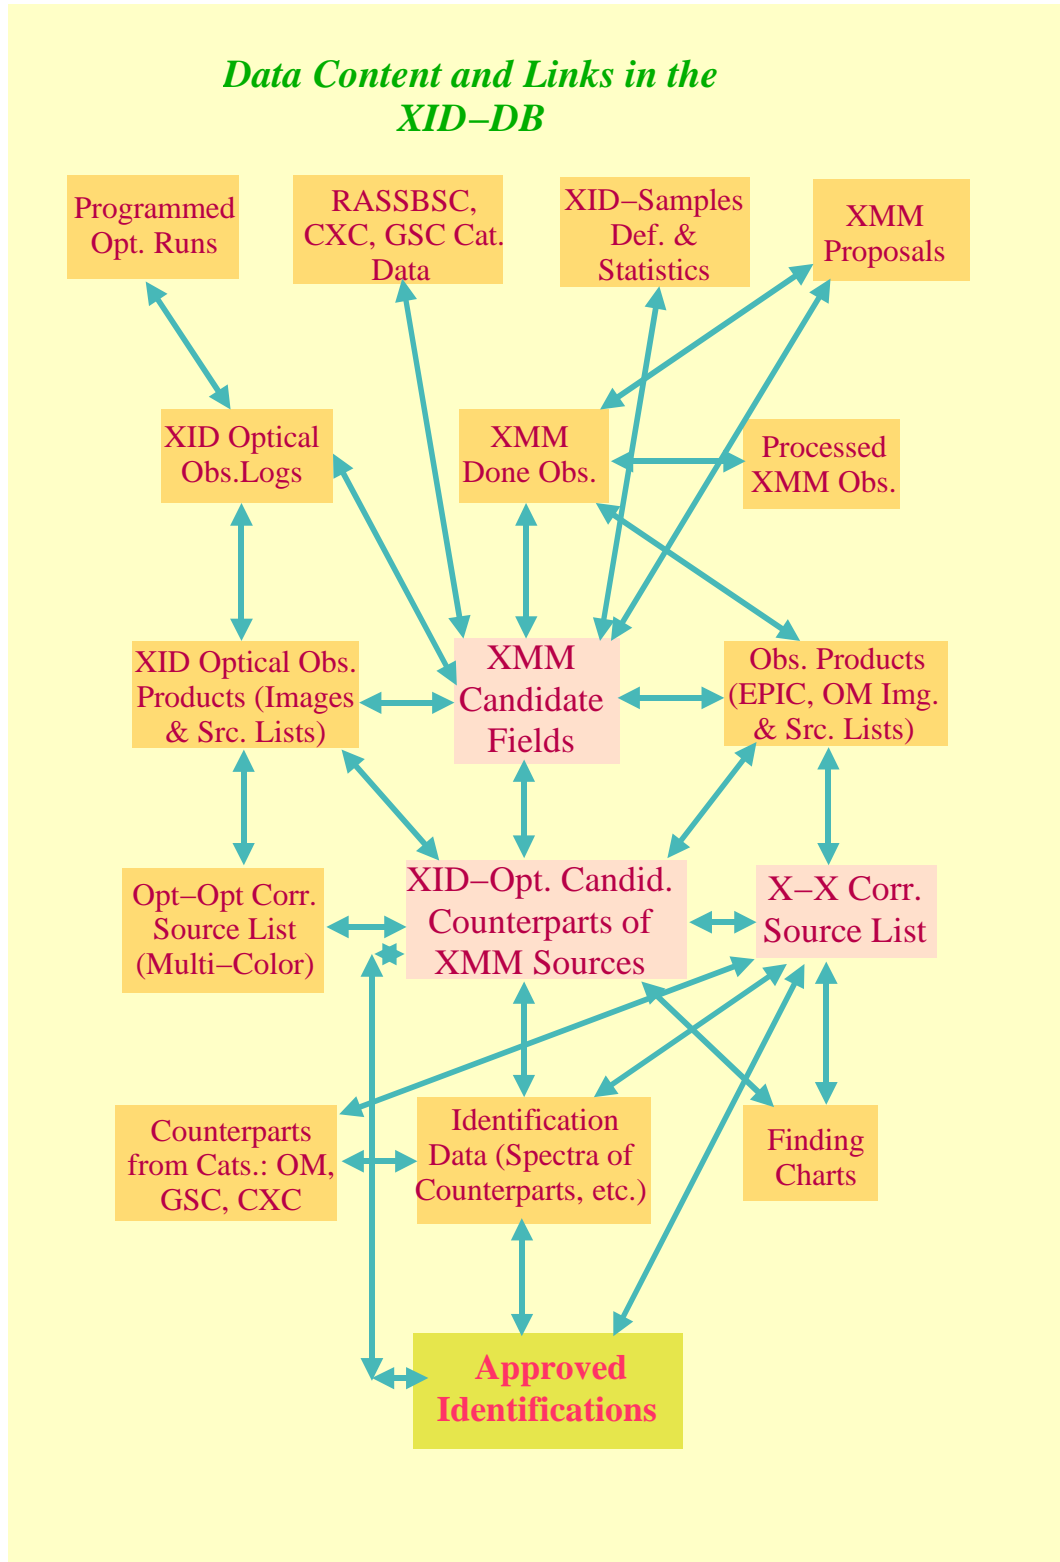 Data Content and Links in the
XID–DB
Programmed
Opt. Runs
RASSBSC,
CXC, GSC Cat.
Data
XID–Samples
Def. &
Statistics
XMM
Proposals
XID Optical
Obs.Logs
XMM
Done Obs.
Processed
XMM Obs.
XID Optical Obs.
Products (Images
& Src. Lists)
XMM
Candidate
Fields
Obs. Products
(EPIC, OM Img.
& Src. Lists)
Opt–Opt Corr.
Source List
(Multi–Color)
XID–Opt. Candid.
Counterparts of
XMM Sources
X–X Corr.
Source List
Counterparts
from Cats.: OM,
GSC, CXC
Identification
Data (Spectra of
Counterparts, etc.)
Finding
Charts
Approved
Identifications